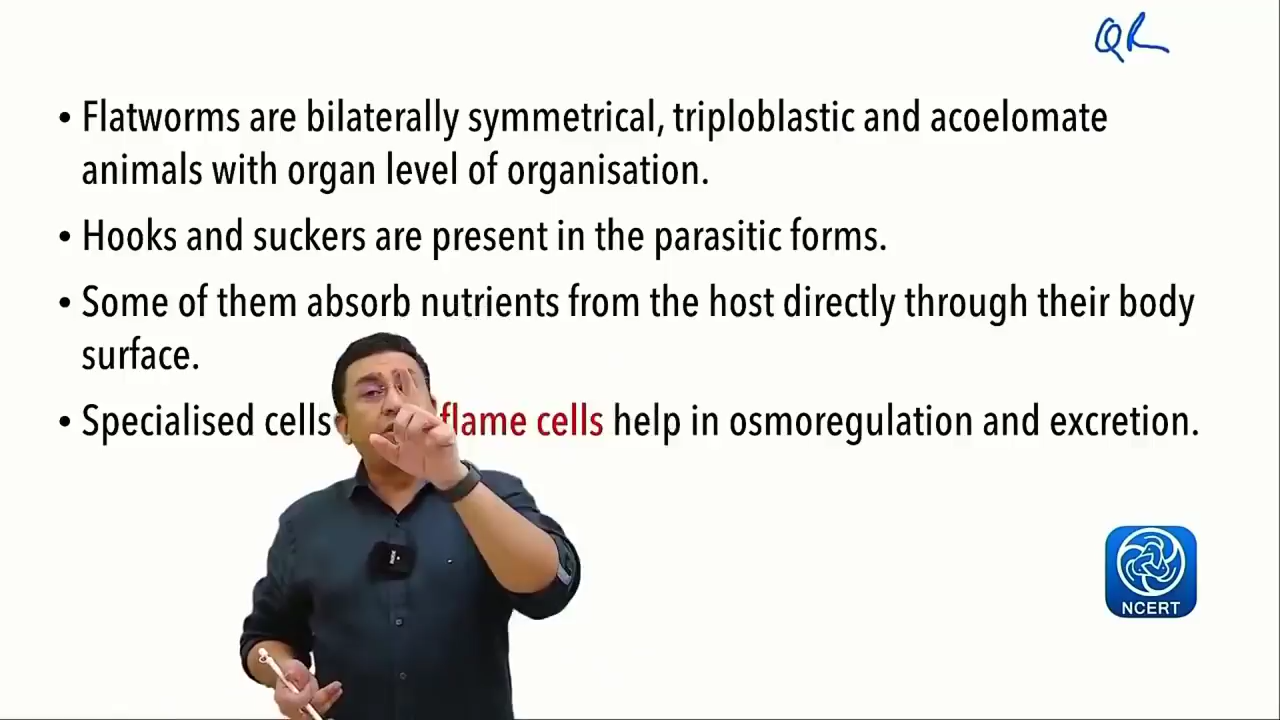 QR
• Flatworms are bilaterally symmetrical, triploblastic and acoelomate
animals with organ level of organisation.
• Hooks and suckers are present in the parasitic forms.
• Some of them absorb nutrients from the host directly through their body
surface.
• Specialised cells flame cells help in osmoregulation and excretion.
NCERT